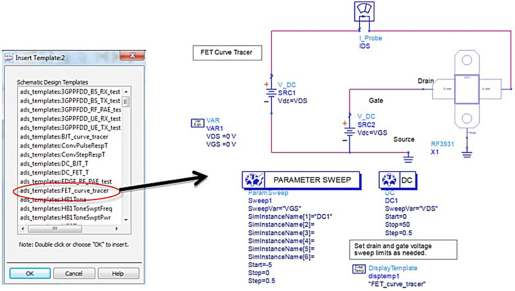 Insert Template:2
Schematic Design Templates
ads_templates:3GPPFDD_BS_RX_test
ads_templates:3GPPFDD_BS_TX_test
ads_templates:3GPPFDD_RF_PAE_test
ads_templates:3GPPFDD_UE_RX_test
ads_templates:3GPPFDD_UE_TX_test
ads_templates:BJT_curve_tracer
ads_templates:ConvPulseRespT
ads_templates:ConvStepRespT
ads_templates:DC_BJT_T
ads_templates:DC_FET_T
ads_templates:EDGE_RF_PAE_test
ads_templates:FET_curve_tracer
ads_templates:HB1Tone
ads_templates:HB1ToneSwptFreq
ads_templates:HB1ToneSwptPwr
Note: Double click or choose "OK" to insert.
OK
Cancel
Help
I_Probe
IDS
FET Curve Tracer
V_DC
SRC1
Vdc=VDS
Drain
Gate
V_DC
SRC2
Vdc=VGS
Source
RF3931
X1
Var
Eqn
VAR
VAR1
VDS =0 V
VGS =0 V
PARAMETER SWEEP
ParamSweep
Sweep1
SweepVar="VGS"
SimInstanceName[1]="DC1"
SimInstanceName[2]=
SimInstanceName[3]=
SimInstanceName[4]=
SimInstanceName[5]=
SimInstanceName[6]=
Start=-5
Stop=0
Step=0.5
DC
DC
DC1
SweepVar="VDS"
Start=0
Stop=50
Step=0.5
Set drain and gate voltage
sweep limits as needed.
DisplayTemplate
disptemp1
"FET_curve_tracer"